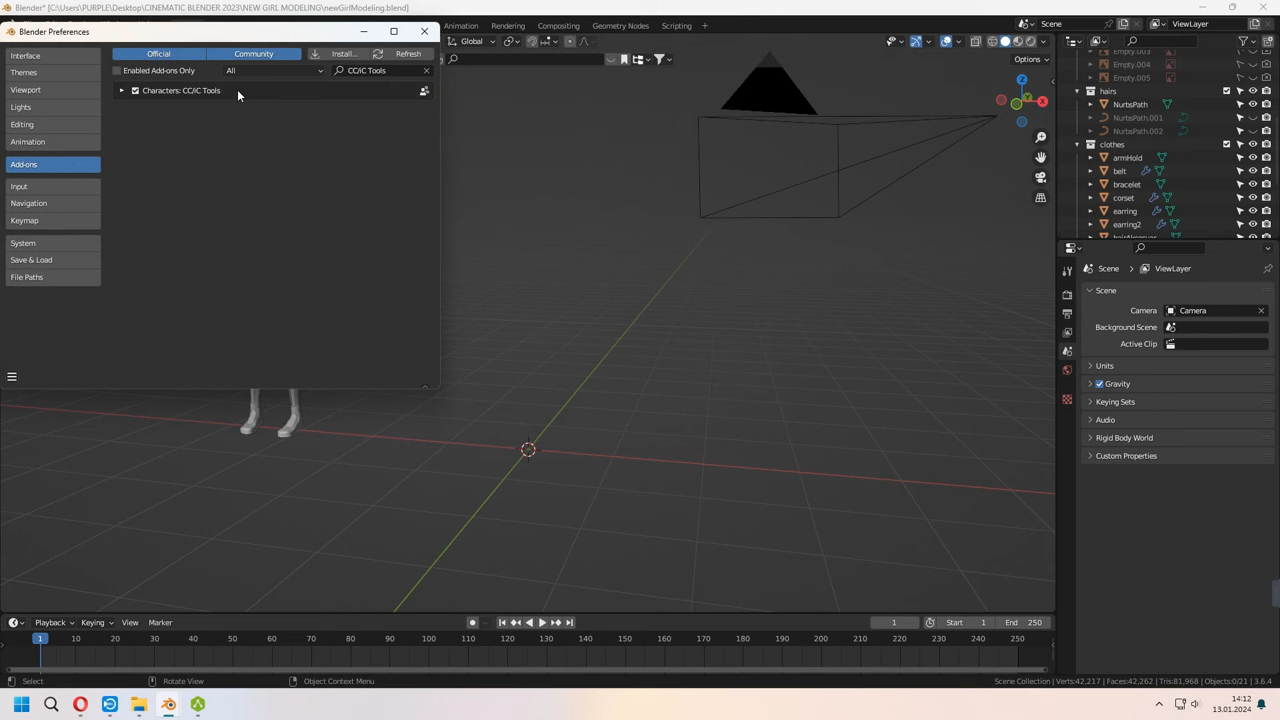 Blender* [C:\Users\PURPLE\Desktop\CINEMATIC BLENDER 2023\NEW GIRL MODELING\newGirlModeling.blend]
Blender Preferences
Animation Rendering Compositing Geometry Nodes Scripting + Scene ViewLayer
Interface Official Community Install... Refresh Global Options
Themes Enabled Add-ons Only All CC/iC Tools
Viewport Characters: CC/iC Tools
Lights
Editing
Animation
Add-ons
Input
Navigation
Keymap
System
Save & Load
File Paths
Z
Y
X
Empty.003
Empty.004
Empty.005
hairs
NurbsPath
NurbsPath.001
NurbsPath.002
clothes
armHold
belt
bracelet
corset
earring
earring2
Scene > ViewLayer
Scene
Camera Camera
Background Scene
Active Clip
Units
Gravity
Keying Sets
Audio
Rigid Body World
Custom Properties
Playback Keying View Marker 1 Start 1 End 250
1 10 20 30 40 50 60 70 80 90 100 110 120 130 140 150 160 170 180 190 200 210 220 230 240 250
Select Rotate View Object Context Menu Scene Collection | Verts:42,217 | Faces:42,262 | Tris:81,968 | Objects:0/21 | 3.6.4
14:12
13.01.2024